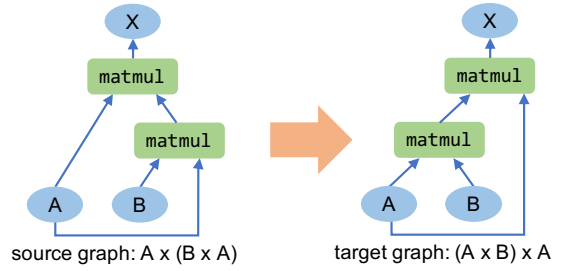 X
matmul
matmul
A
B
source graph: A x (B x A)
X
matmul
matmul
A
B
target graph: (A x B) x A